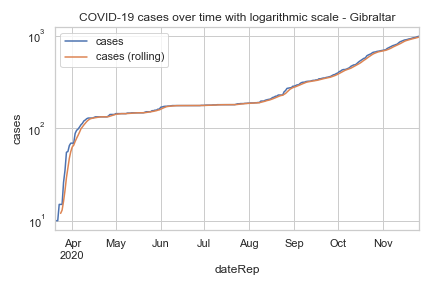 COVID-19 cases over time with logarithmic scale - Gibraltar
cases
cases (rolling)
10³
10²
10¹
cases
Apr May Jun Jul Aug Sep Oct Nov
2020
dateRep